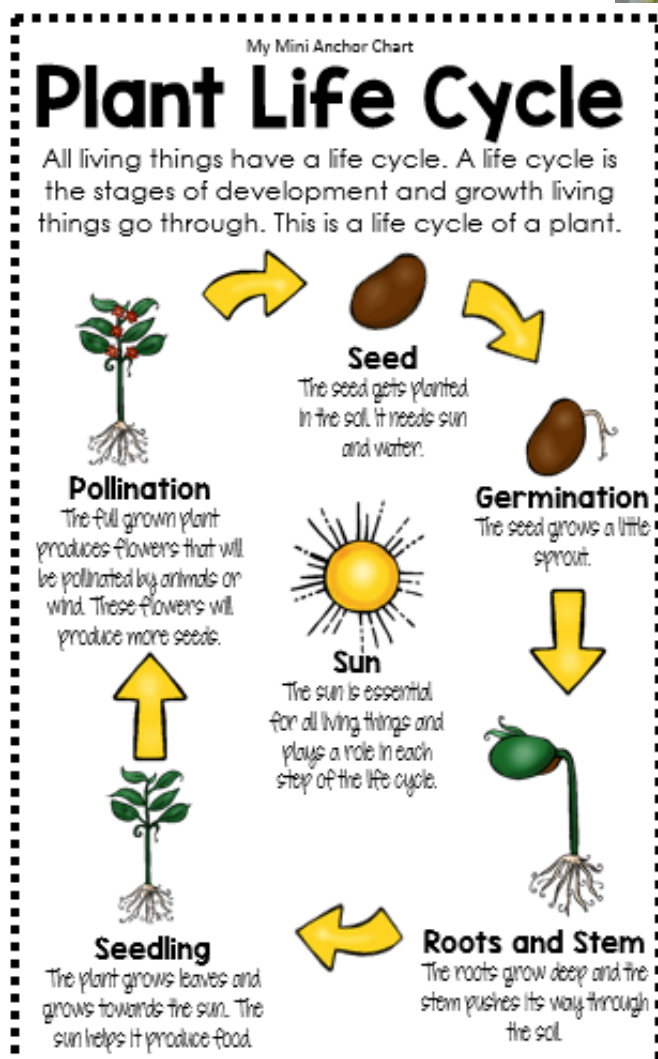 My Mini Anchor Chart
Plant Life Cycle
All living things have a life cycle. A life cycle is
the stages of development and growth living
things go through. This is a life cycle of a plant.
Seed
The seed gets planted
in the soil. It needs sun
and water.
Germination
The seed grows a little
sprout.
Roots and Stem
The roots grow deep and the
stem pushes its way through
the soil.
Seedling
The plant grows leaves and
grows towards the sun. The
sun helps it produce food.
Pollination
The full grown plant
produces flowers that will
be pollinated by animals or
wind. These flowers will
produce more seeds.
Sun
The sun is essential
for all living things and
plays a role in each
step of the life cycle.